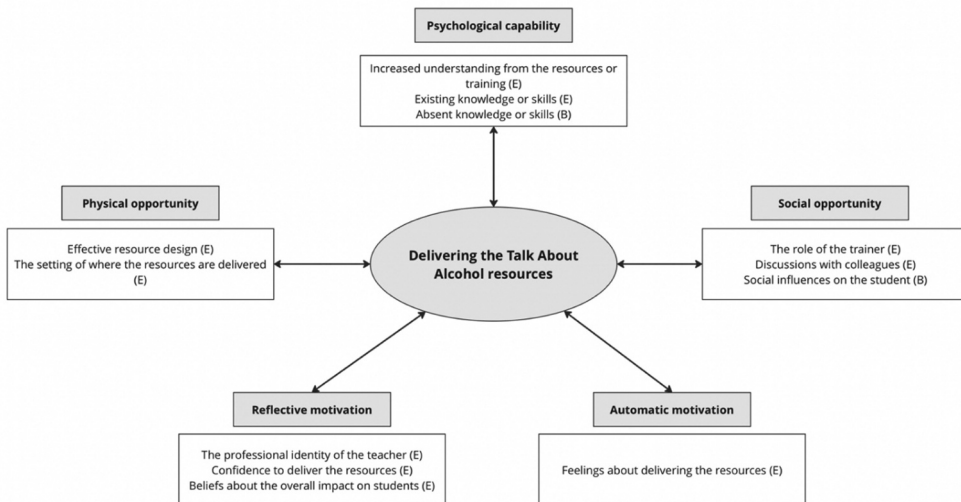 Psychological capability
Increased understanding from the resources or
training (E)
Existing knowledge or skills (E)
Absent knowledge or skills (B)
Physical opportunity
Effective resource design (E)
The setting of where the resources are delivered
(E)
Delivering the Talk About
Alcohol resources
Social opportunity
The role of the trainer (E)
Discussions with colleagues (E)
Social influences on the student (B)
Reflective motivation
The professional identity of the teacher (E)
Confidence to deliver the resources (E)
Beliefs about the overall impact on students (E)
Automatic motivation
Feelings about delivering the resources (E)